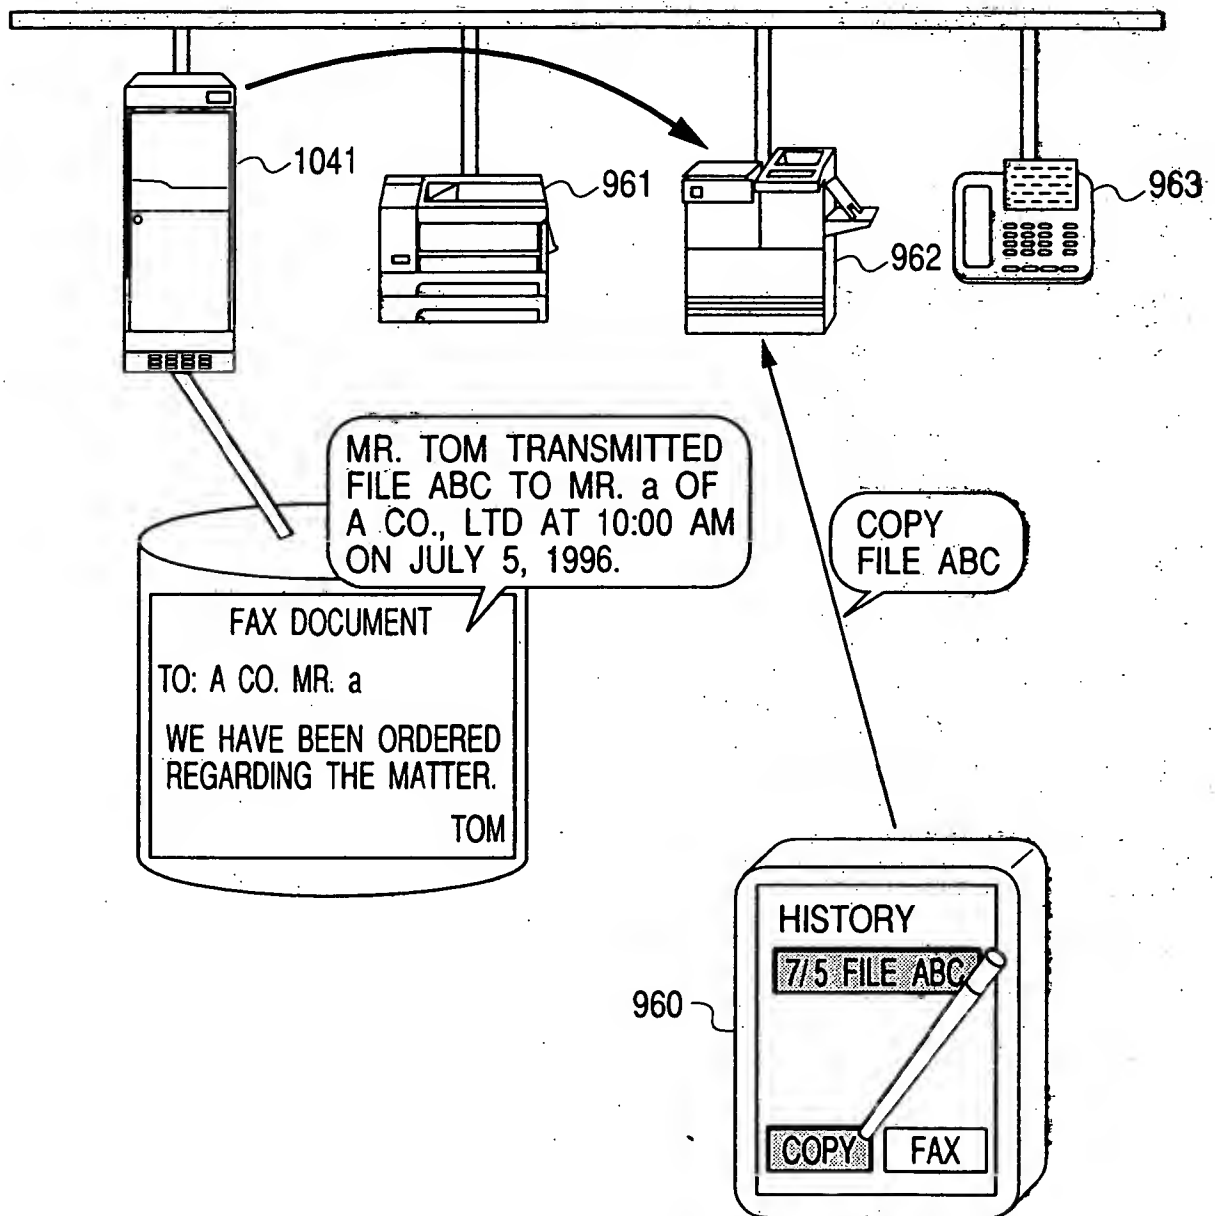 1041
961
962
963
MR. TOM TRANSMITTED
FILE ABC TO MR. a OF
A CO., LTD AT 10:00 AM
ON JULY 5, 1996.
COPY
FILE ABC
FAX DOCUMENT
TO: A CO. MR. a
WE HAVE BEEN ORDERED
REGARDING THE MATTER.
TOM
960
HISTORY
7/5 FILE ABC
COPY
FAX